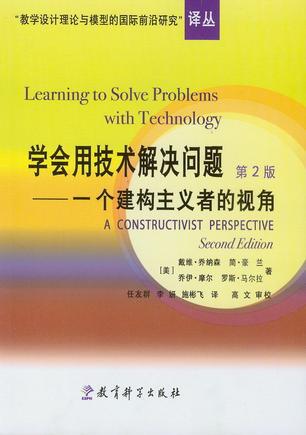 “教学设计理论与模型的国际前沿研究” 译丛
Learning to Solve Problems
with Technology
学会用技术解决问题 第2版
——一个建构主义者的视角
A CONSTRUCTIVIST PERSPECTIVE
Second Edition
[美] 戴维·乔纳森 简·豪 兰
乔伊·摩尔 罗斯·马尔拉 著
任友群 李 妍 施彬飞 译 高 文 审校
教育科学出版社
ESPH